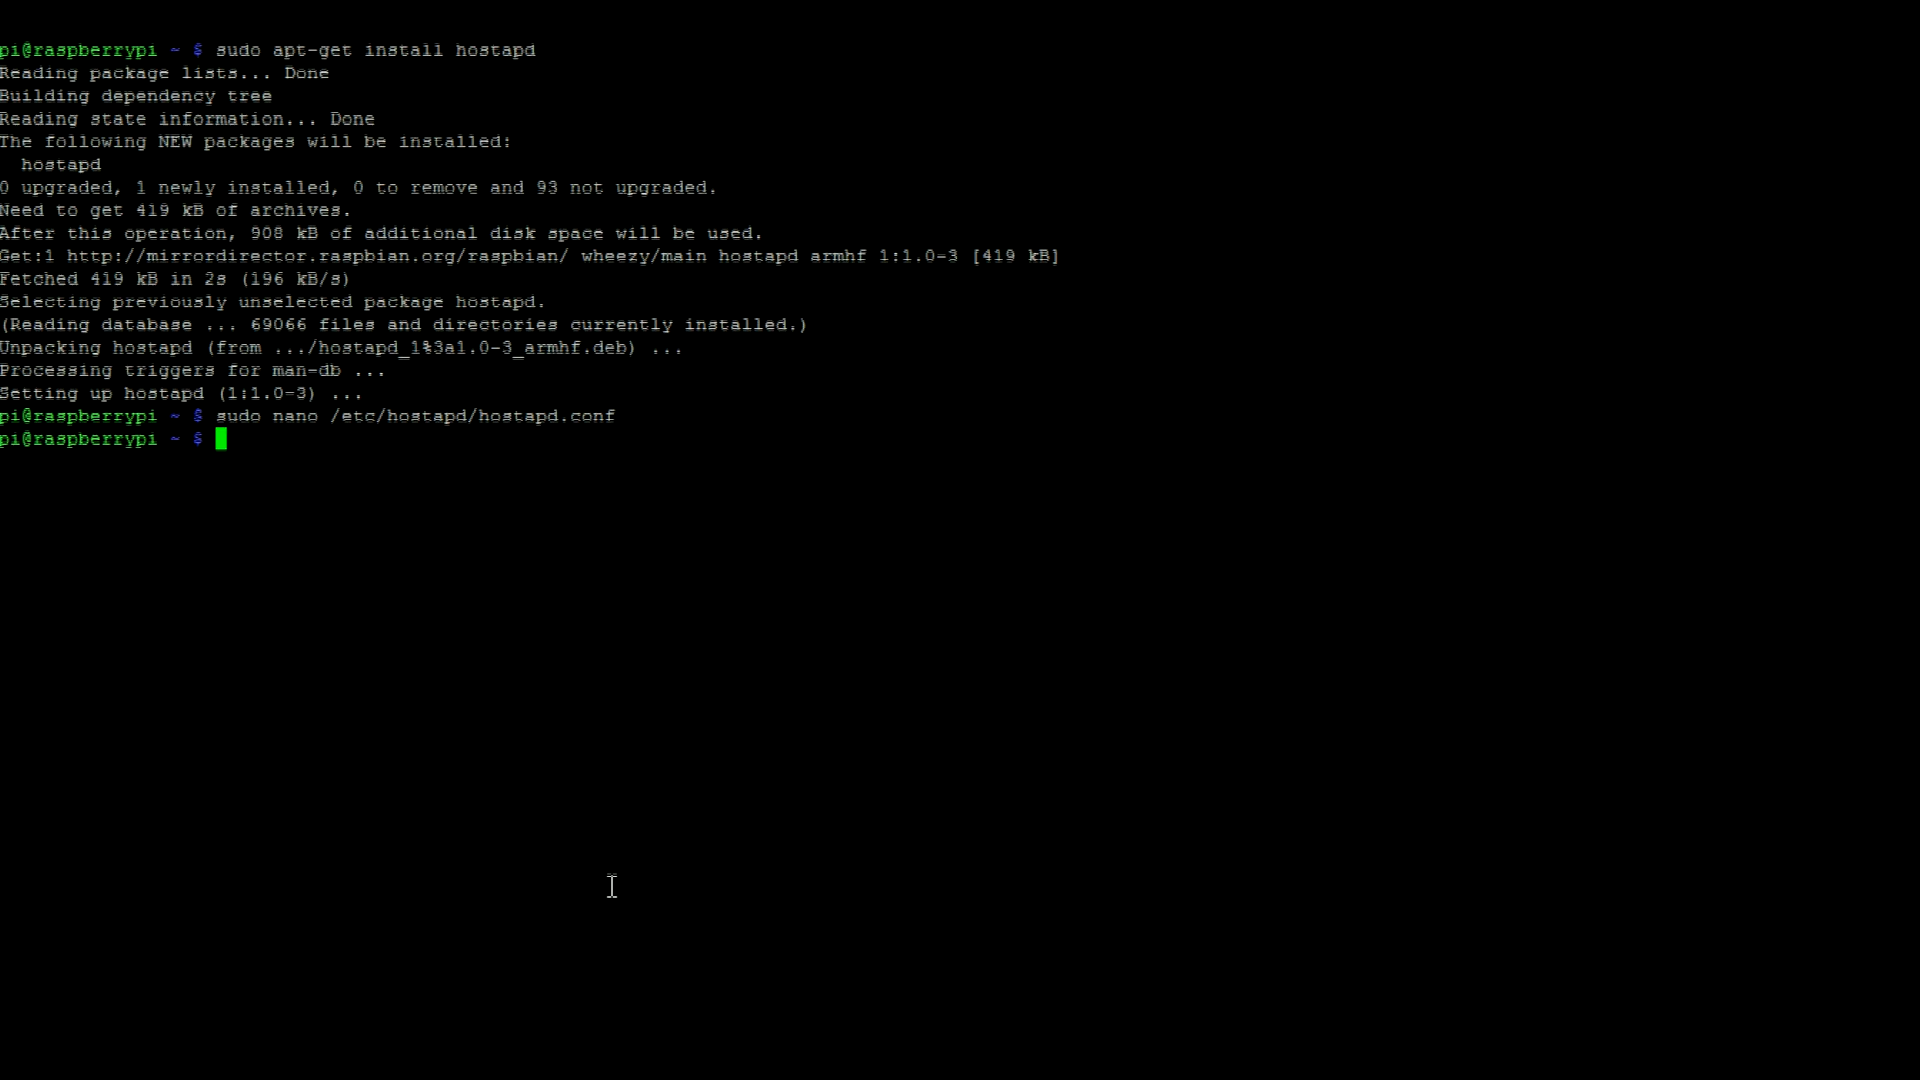 pi@raspberrypi ~ $ sudo apt-get install hostapd
Reading package lists... Done
Building dependency tree
Reading state information... Done
The following NEW packages will be installed:
  hostapd
0 upgraded, 1 newly installed, 0 to remove and 93 not upgraded.
Need to get 419 kB of archives.
After this operation, 908 kB of additional disk space will be used.
Get:1 http://mirrordirector.raspbian.org/raspbian/ wheezy/main hostapd armhf 1:1.0-3 [419 kB]
Fetched 419 kB in 2s (196 kB/s)
Selecting previously unselected package hostapd.
(Reading database ... 69066 files and directories currently installed.)
Unpacking hostapd (from .../hostapd_1%3a1.0-3_armhf.deb) ...
Processing triggers for man-db ...
Setting up hostapd (1:1.0-3) ...
pi@raspberrypi ~ $ sudo nano /etc/hostapd/hostapd.conf
pi@raspberrypi ~ $